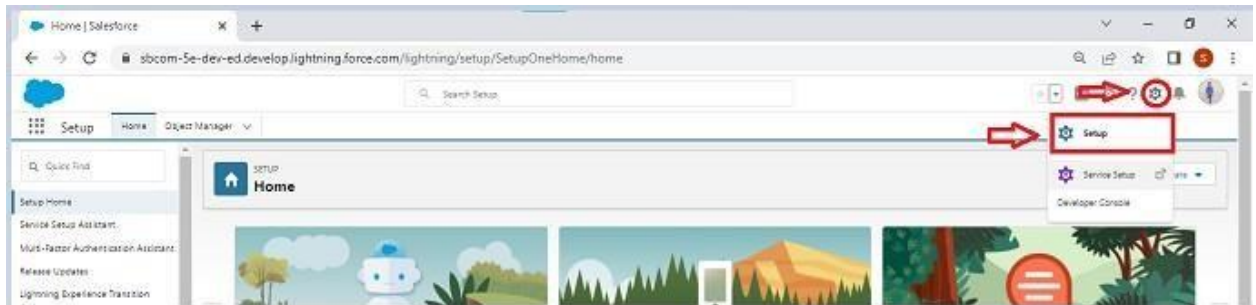 Home | Salesforce
sbcom-5e-dev-ed.develop.lightning.force.com/lightning/setup/SetupOneHome/home
S
Search Setup
?
Setup Home Object Manager
Setup
Quick Find
SETUP
Home
Service Setup
Developer Console
Setup Home
Service Setup Assistant
Multi-Factor Authentication Assistant
Release Updates
Lightning Experience Transition